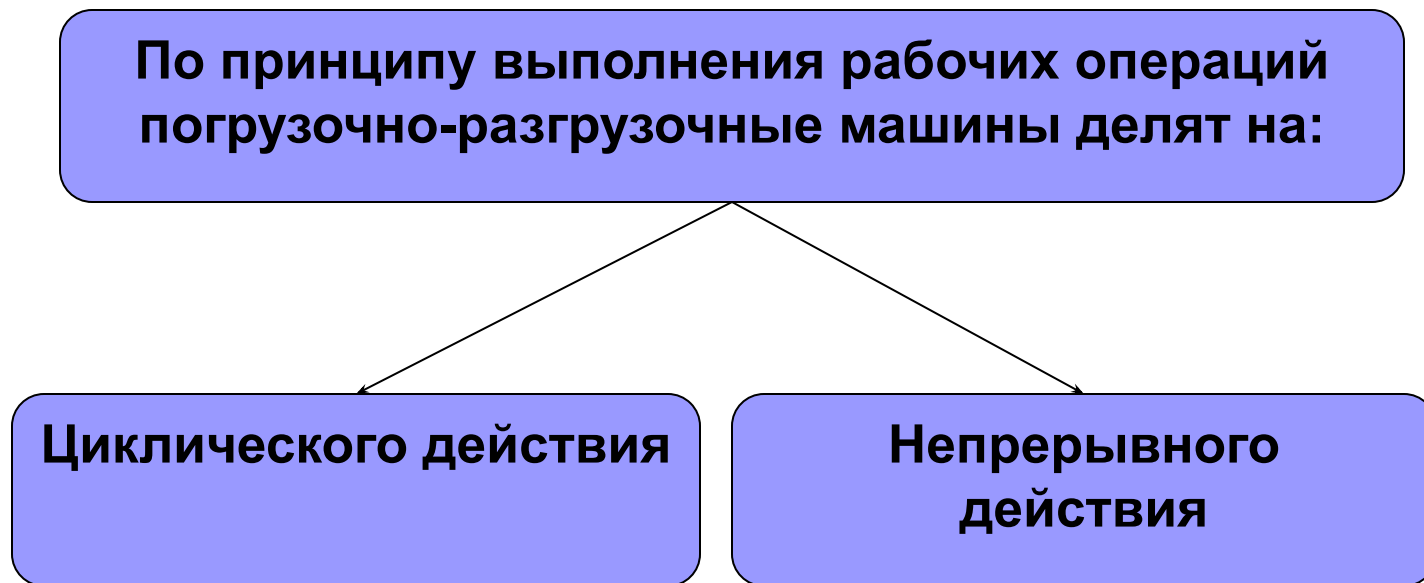 По принципу выполнения рабочих операций
погрузочно-разгрузочные машины делят на:
Циклического действия
Непрерывного
действия